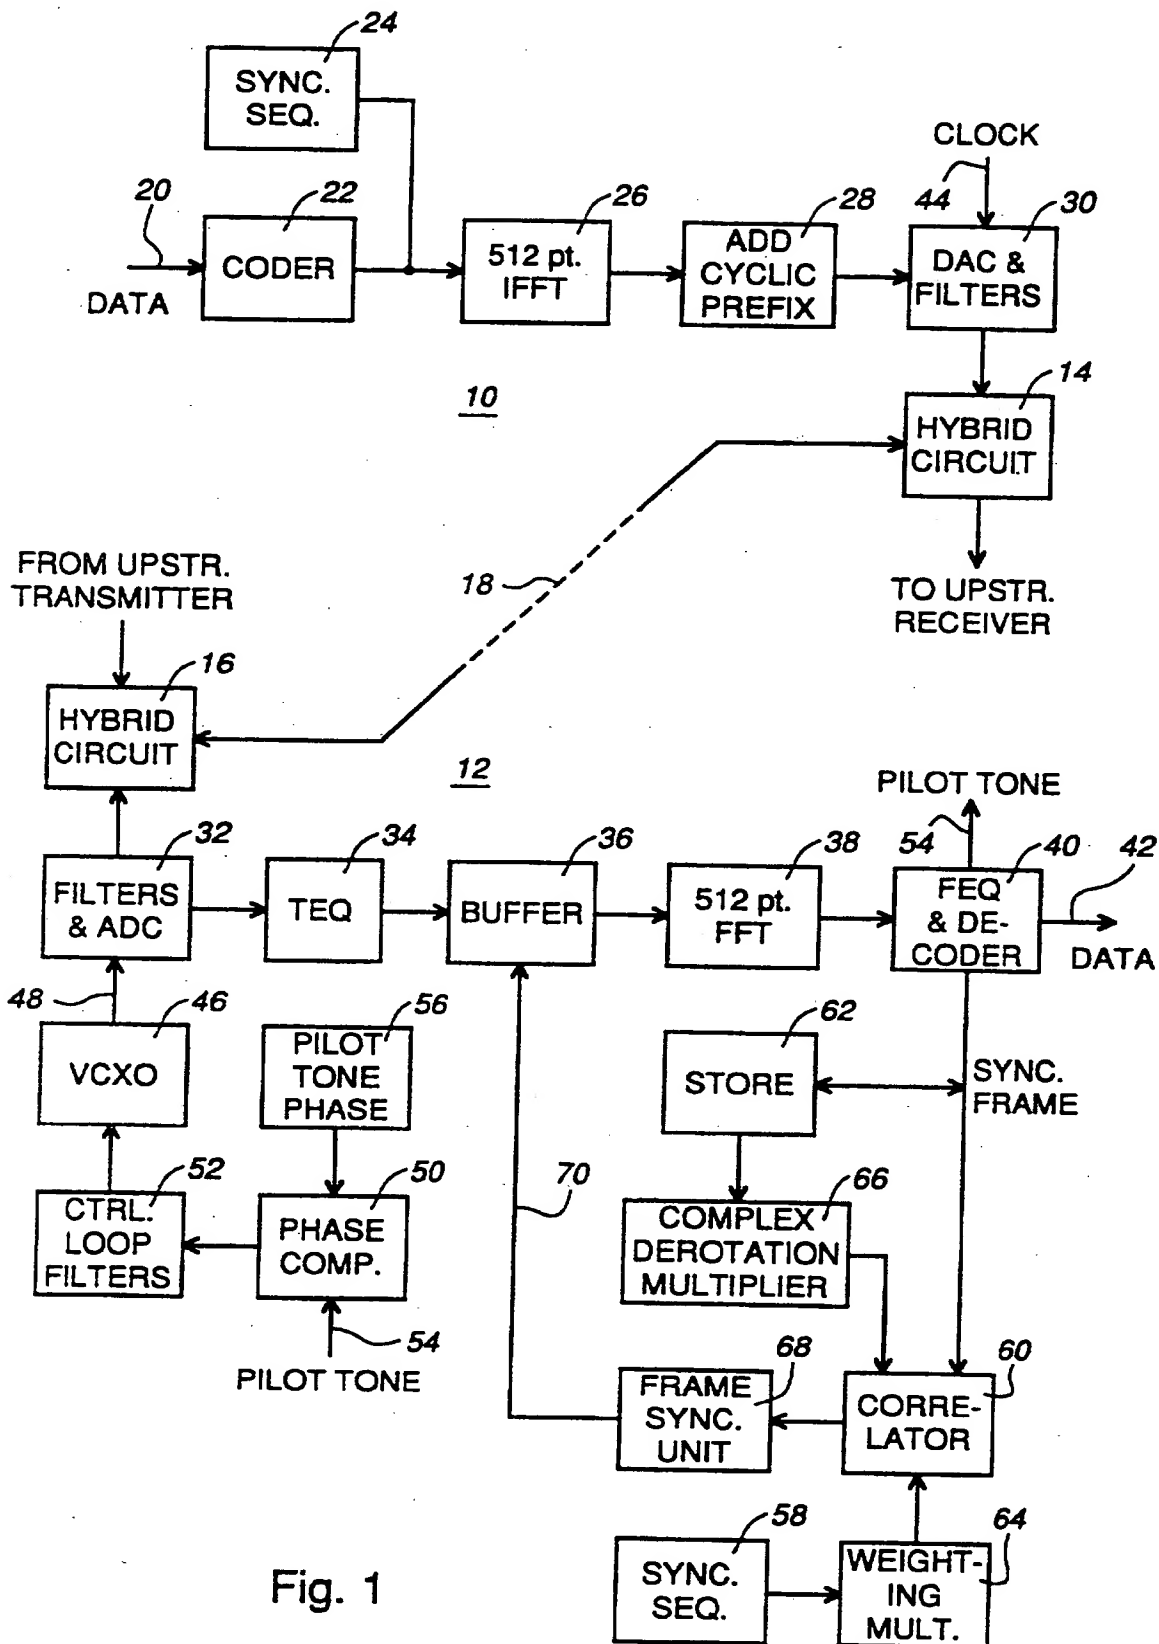 24
SYNC.
SEQ.
20
22
26
28
CLOCK
44
30
DATA
CODER
512 pt.
IFFT
ADD
CYCLIC
PREFIX
DAC &
FILTERS
10
14
HYBRID
CIRCUIT
18
TO UPSTR.
RECEIVER
FROM UPSTR.
TRANSMITTER
16
HYBRID
CIRCUIT
12
PILOT TONE
54
32
34
36
38
40
42
FILTERS
& ADC
TEQ
BUFFER
512 pt.
FFT
FEQ
& DE-
CODER
DATA
48
46
VCXO
56
PILOT
TONE
PHASE
62
STORE
SYNC.
FRAME
52
CTRL.
LOOP
FILTERS
50
PHASE
COMP.
54
PILOT TONE
70
66
COMPLEX
DEROTATION
MULTIPLIER
68
FRAME
SYNC.
UNIT
60
CORRE-
LATOR
58
SYNC.
SEQ.
64
WEIGHT-
ING
MULT.
Fig. 1